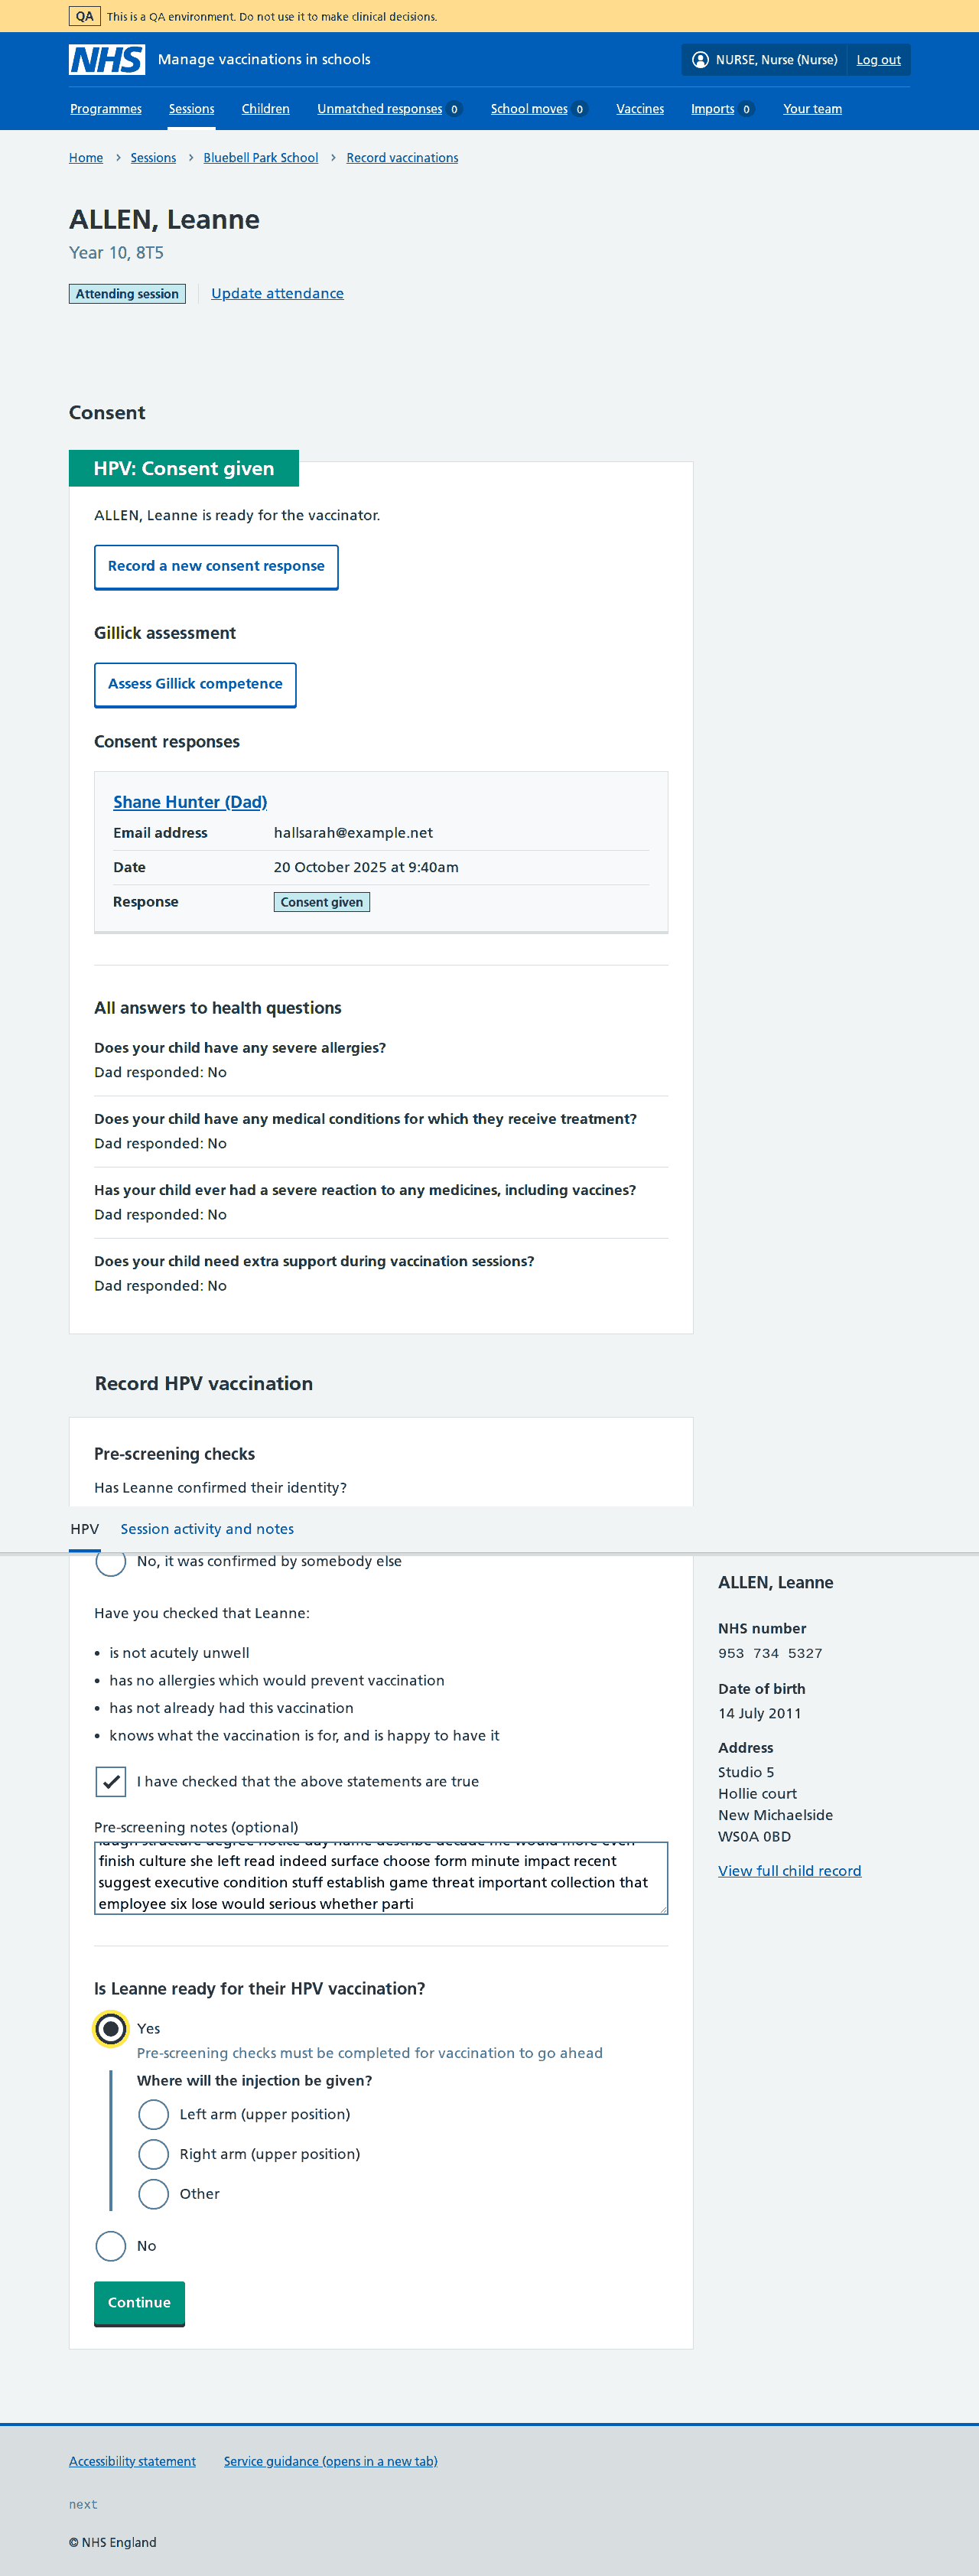 QA This is a QA environment. Do not use it to make clinical decisions.
NHS Manage vaccinations in schools NURSE, Nurse (Nurse) Log out
Programmes Sessions Children Unmatched responses 0 School moves 0 Vaccines Imports 0 Your team
Home Sessions Bluebell Park School Record vaccinations
ALLEN, Leanne
Year 10, 8T5
Attending session Update attendance
Consent
HPV: Consent given
ALLEN, Leanne is ready for the vaccinator.
Record a new consent response
Gillick assessment
Assess Gillick competence
Consent responses
Shane Hunter (Dad)
Email address hallsarah@example.net
Date 20 October 2025 at 9:40am
Response Consent given
All answers to health questions
Does your child have any severe allergies?
Dad responded: No
Does your child have any medical conditions for which they receive treatment?
Dad responded: No
Has your child ever had a severe reaction to any medicines, including vaccines?
Dad responded: No
Does your child need extra support during vaccination sessions?
Dad responded: No
Record HPV vaccination
Pre-screening checks
Has Leanne confirmed their identity?
HPV Session activity and notes
No, it was confirmed by somebody else
Have you checked that Leanne:
is not acutely unwell
has no allergies which would prevent vaccination
has not already had this vaccination
knows what the vaccination is for, and is happy to have it
I have checked that the above statements are true
Pre-screening notes (optional)
laugh structure degree notice day name describe decade me would more even
finish culture she left read indeed surface choose form minute impact recent
suggest executive condition stuff establish game threat important collection that
employee six lose would serious whether parti
Is Leanne ready for their HPV vaccination?
Yes
Pre-screening checks must be completed for vaccination to go ahead
Where will the injection be given?
Left arm (upper position)
Right arm (upper position)
Other
No
Continue
ALLEN, Leanne
NHS number
953 734 5327
Date of birth
14 July 2011
Address
Studio 5
Hollie court
New Michaelside
WS0A 0BD
View full child record
Accessibility statement Service guidance (opens in a new tab)
next
© NHS England